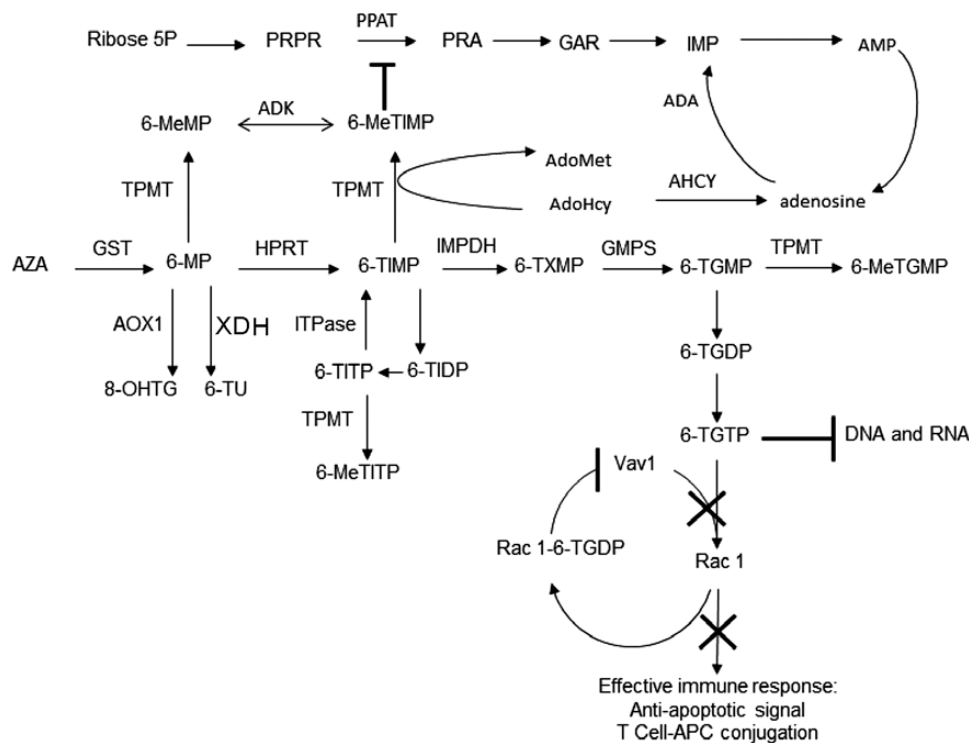 PPAT
Ribose 5P
PRPR
PRA
GAR
IMP
AMP
ADA
6-MeMP
ADK
6-MeTIMP
AdoMet
TPMT
TPMT
AdoHcy
AHCY
adenosine
AZA
GST
6-MP
HPRT
6-TIMP
IMPDH
6-TXMP
GMPS
6-TGMP
TPMT
6-MeTGMP
AOX1
XDH
ITPase
8-OHTG
6-TU
6-TITP
6-TIDP
6-TGDP
TPMT
6-MeTITP
6-TGTP
DNA and RNA
Vav1
Rac 1-6-TGDP
Rac 1
Effective immune response:
Anti-apoptotic signal
T Cell-APC conjugation